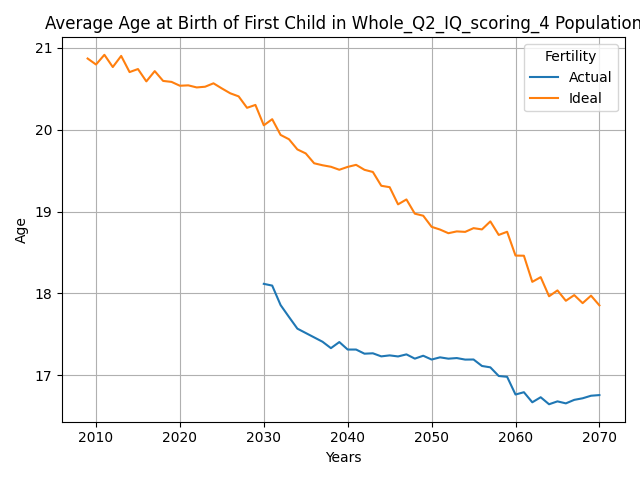 Average Age at Birth of First Child in Whole_Q2_IQ_scoring_4 Population
Fertility
Actual
Ideal
21
20
19
18
17
Age
2010 2020 2030 2040 2050 2060 2070
Years